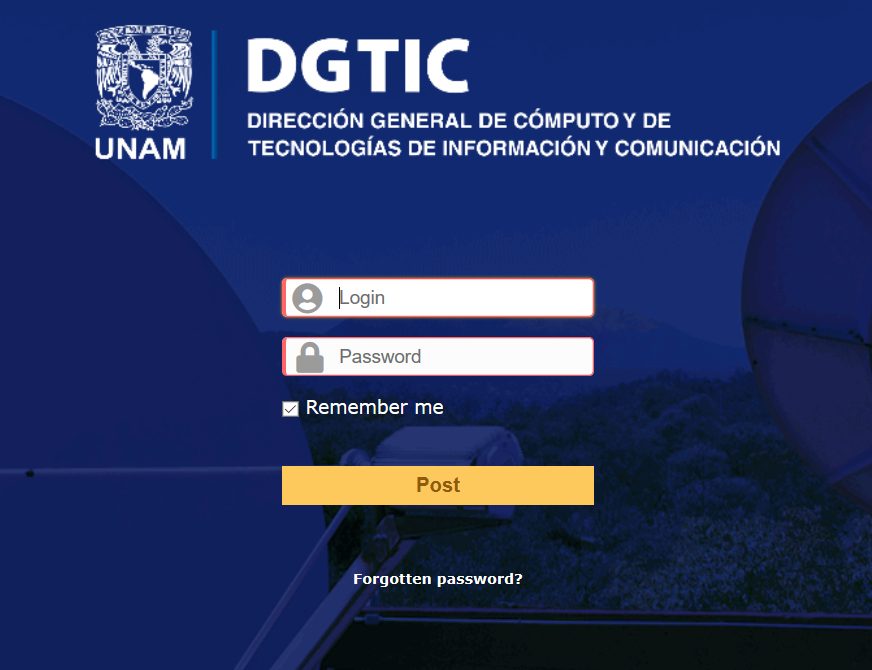 DGTIC
DIRECCIÓN GENERAL DE CÓMPUTO Y DE
TECNOLOGÍAS DE INFORMACIÓN Y COMUNICACIÓN
UNAM
Login
Password
Remember me
Post
Forgotten password?